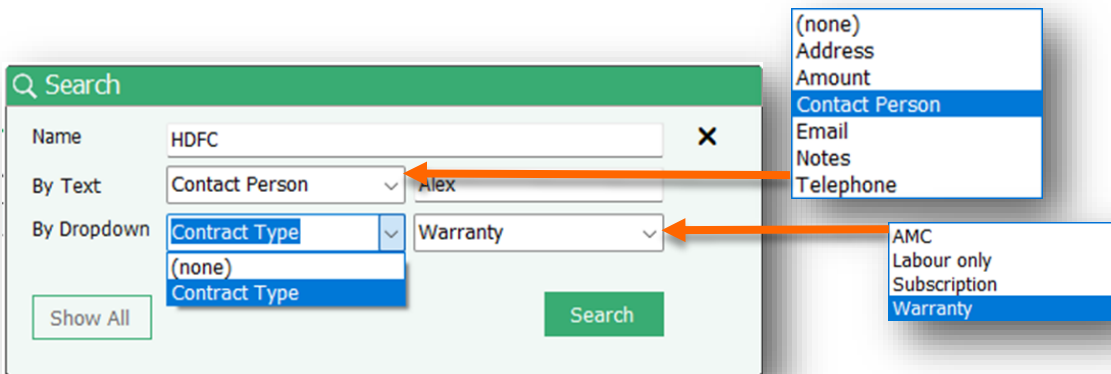 (none)
Address
Amount
Contact Person
Email
Notes
Telephone
Search
Name
HDFC
By Text
Contact Person
Alex
By Dropdown
Contract Type
Warranty
(none)
Contract Type
AMC
Labour only
Subscription
Warranty
Show All
Search